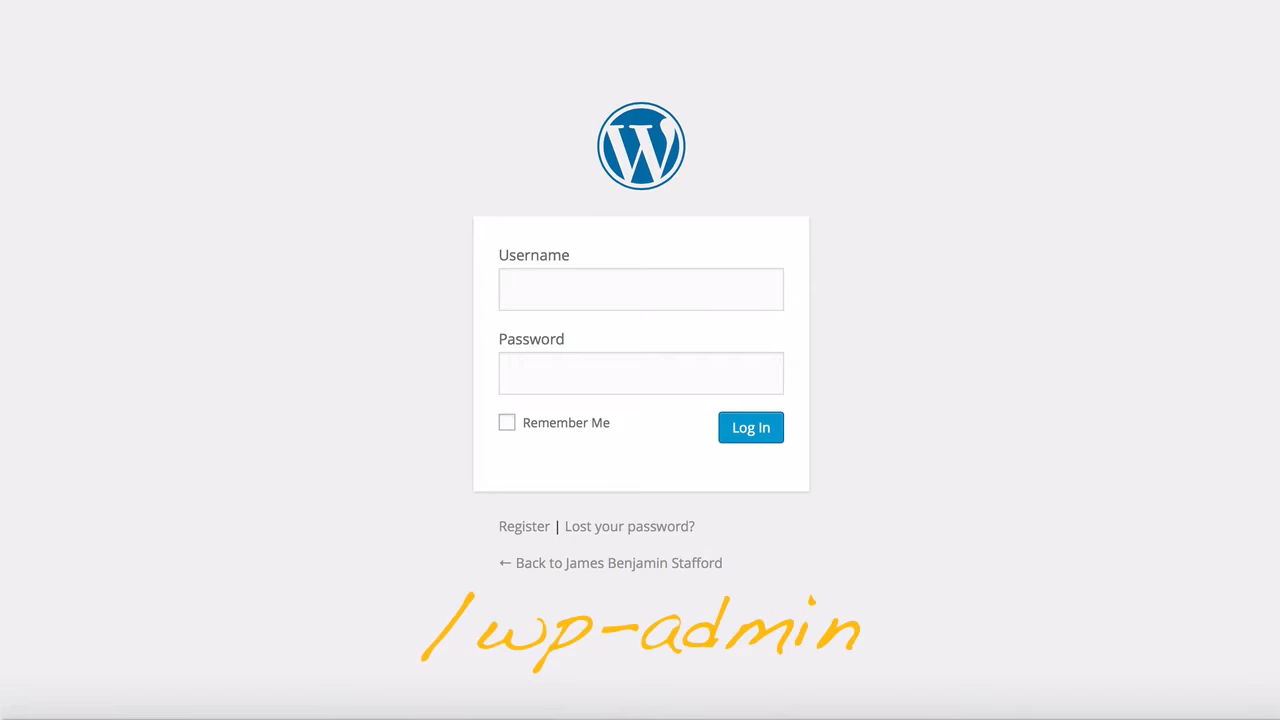 Username
Password
Remember Me
Log In
Register | Lost your password?
← Back to James Benjamin Stafford
/wp-admin